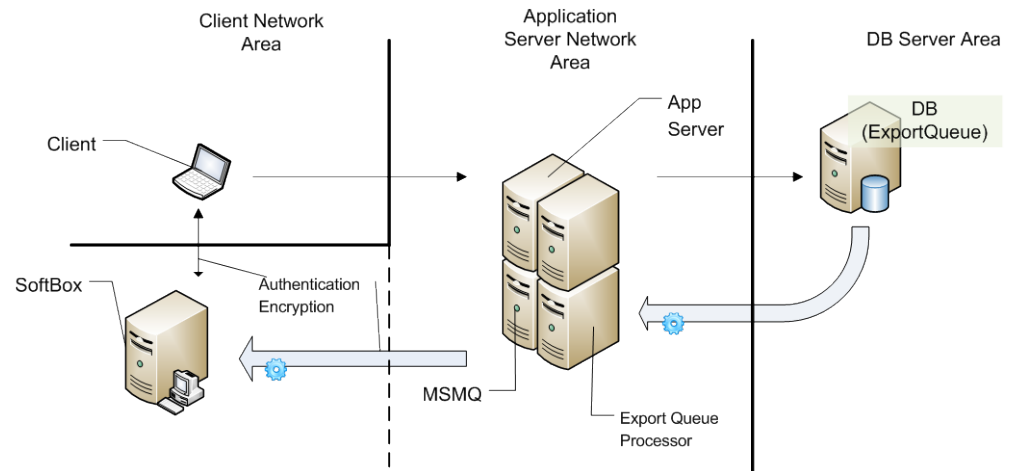 Client Network
Area
Application
Server Network
Area
DB Server Area
App
Server
DB
(ExportQueue)
Client
SoftBox
Authentication
Encryption
MSMQ
Export Queue
Processor